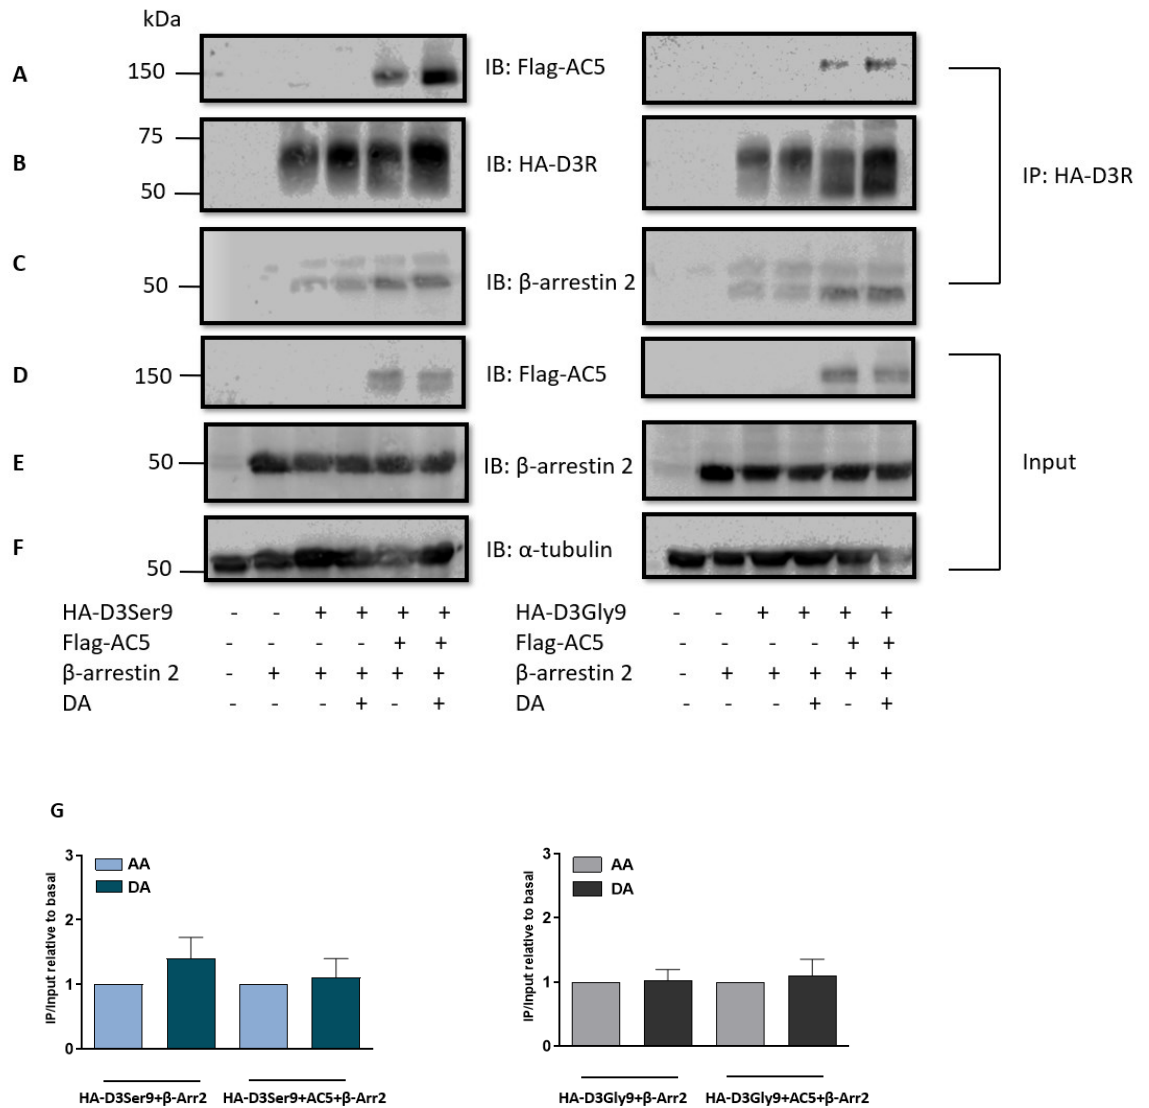 kDa
A
150
IB: Flag-AC5
B
75
50
IB: HA-D3R
IP: HA-D3R
C
50
IB: β-arrestin 2
D
150
IB: Flag-AC5
E
50
IB: β-arrestin 2
Input
F
50
IB: α-tubulin
HA-D3Ser9 - - + + + +
Flag-AC5 - - - - + +
β-arrestin 2 - + + + + +
DA - - - + - +
HA-D3Gly9 - - + + + +
Flag-AC5 - - - - + +
β-arrestin 2 - + + + + +
DA - - - + - +
G
IP/Input relative to basal
3
2
1
0
AA
DA
HA-D3Ser9+β-Arr2
HA-D3Ser9+AC5+β-Arr2
IP/Input relative to basal
3
2
1
0
AA
DA
HA-D3Gly9+β-Arr2
HA-D3Gly9+AC5+β-Arr2